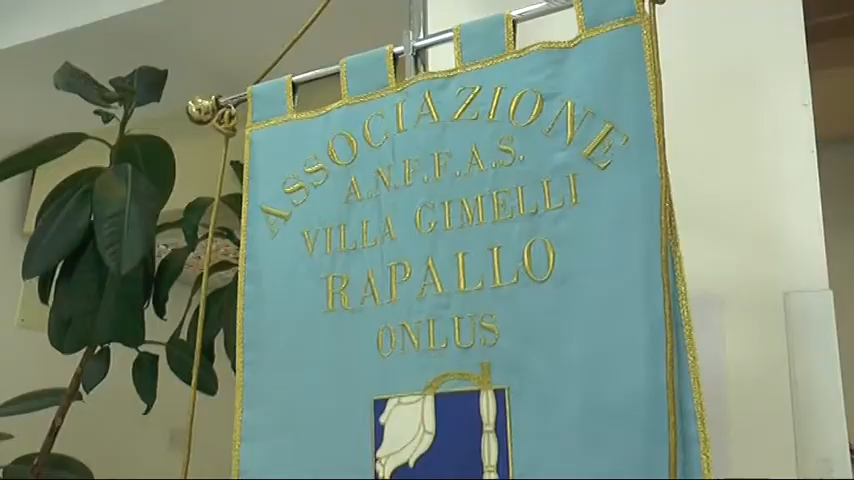 ASSOCIAZIONE
A.N.F.F.A.S.
VILLA GIMELLI
RAPALLO
ONLUS